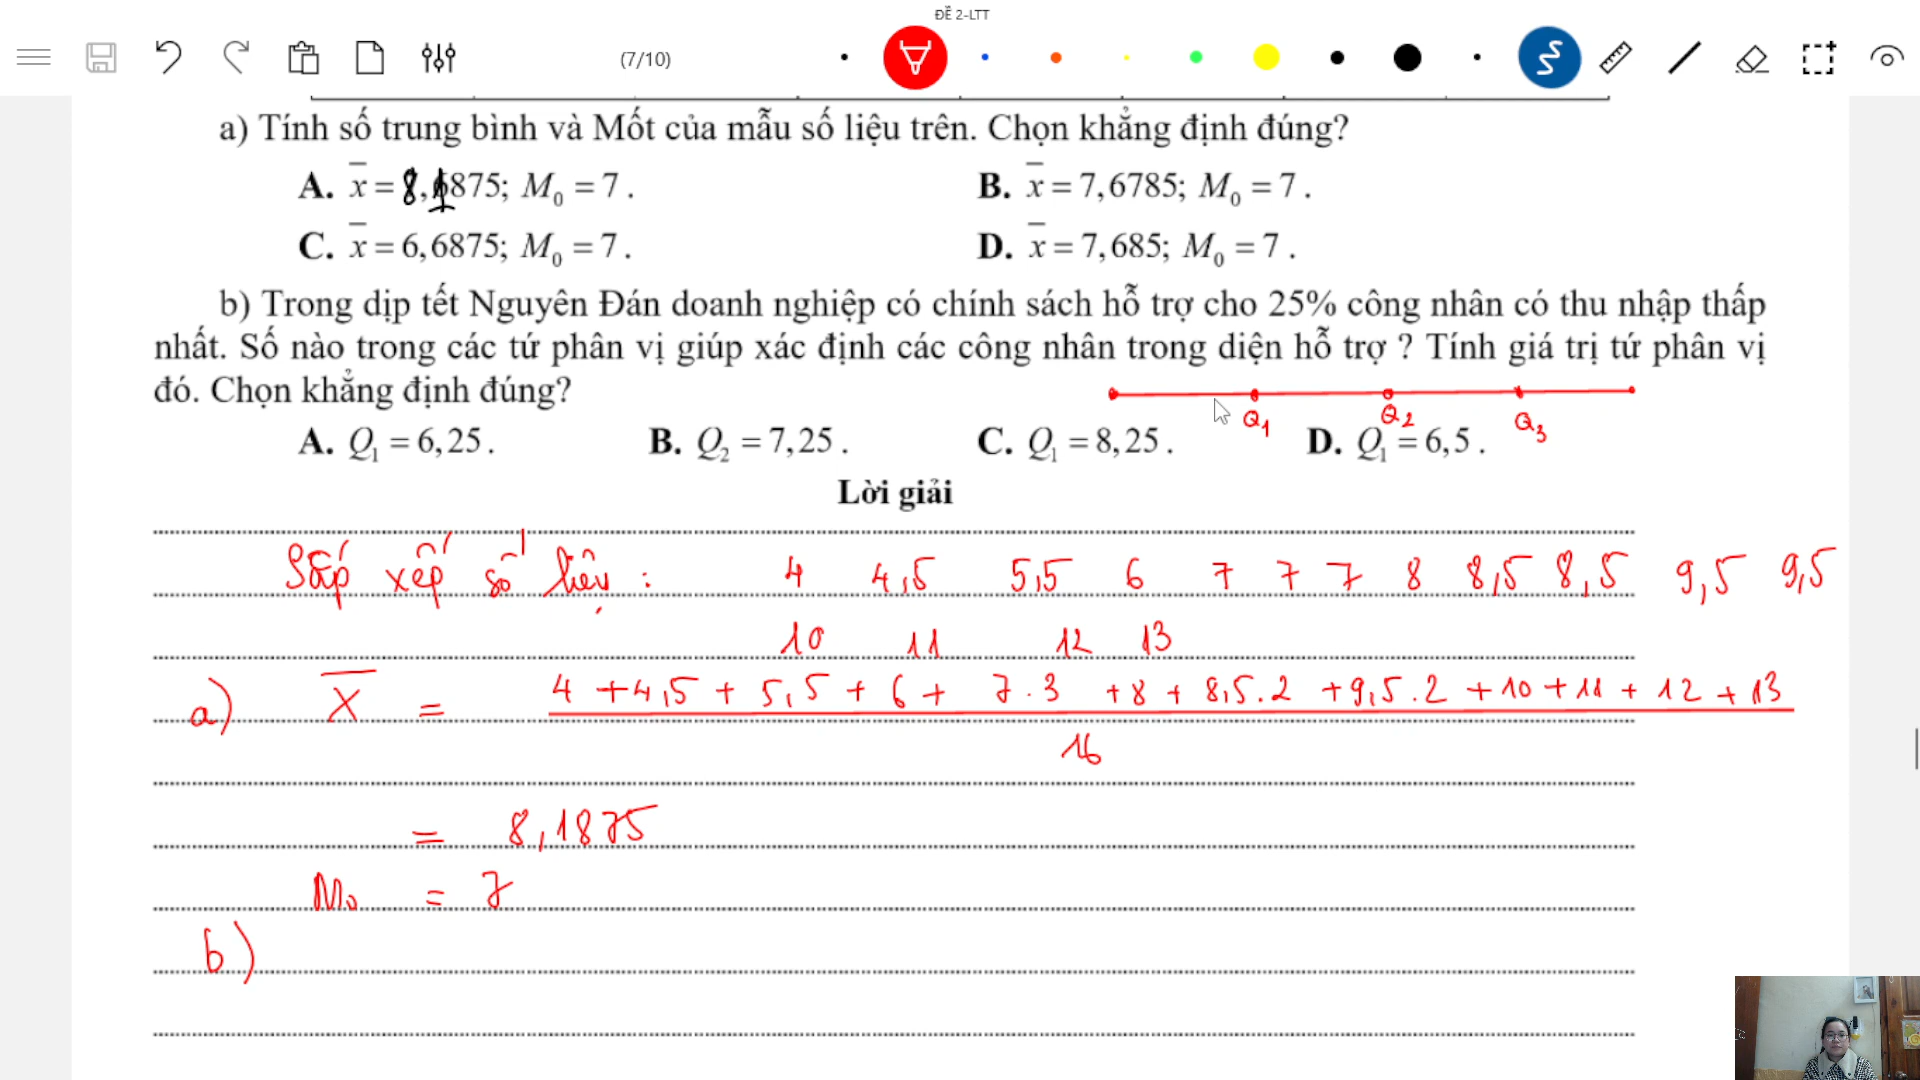 ĐỀ 2-LTT
(7/10)
a) Tính số trung bình và Mốt của mẫu số liệu trên. Chọn khẳng định đúng?
A. x̄ = 8,1875; M₀ = 7.
B. x̄ = 7,6785; M₀ = 7.
C. x̄ = 6,6875; M₀ = 7.
D. x̄ = 7,685; M₀ = 7.
b) Trong dịp tết Nguyên Đán doanh nghiệp có chính sách hỗ trợ cho 25% công nhân có thu nhập thấp
nhất. Số nào trong các tứ phân vị giúp xác định các công nhân trong diện hỗ trợ ? Tính giá trị tứ phân vị
đó. Chọn khẳng định đúng?
Q₁ Q₂ Q₃
A. Q₁ = 6,25.
B. Q₂ = 7,25.
C. Q₁ = 8,25.
D. Q₁ = 6,5.
Lời giải
Sắp xếp số liệu : 4 4,5 5,5 6 7 7 7 8 8,5 8,5 9,5 9,5
10 11 12 13
a) X̄ = 4 + 4,5 + 5,5 + 6 + 7.3 + 8 + 8,5.2 + 9,5.2 + 10 + 11 + 12 + 13
16
= 8,1875
M₀ = 7
b)